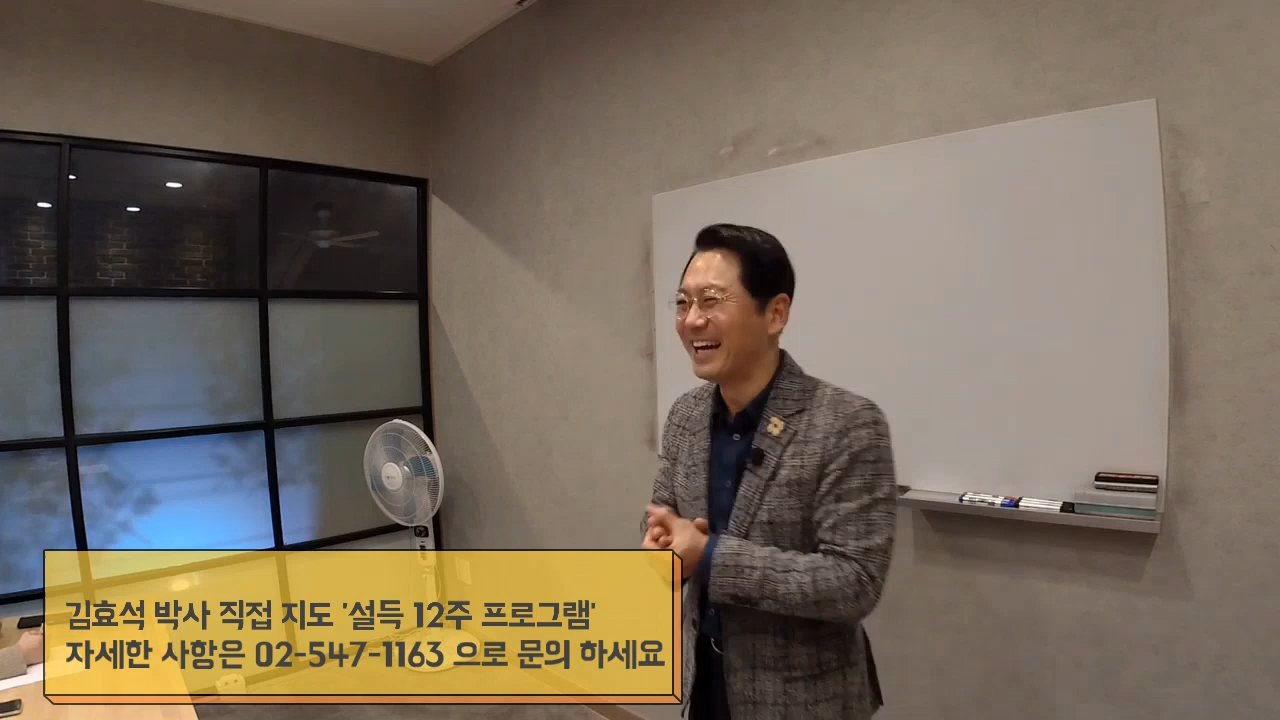 김효석 박사 직접 지도 '설득 12주 프로그램'
자세한 사항은 02-547-1163 으로 문의 하세요